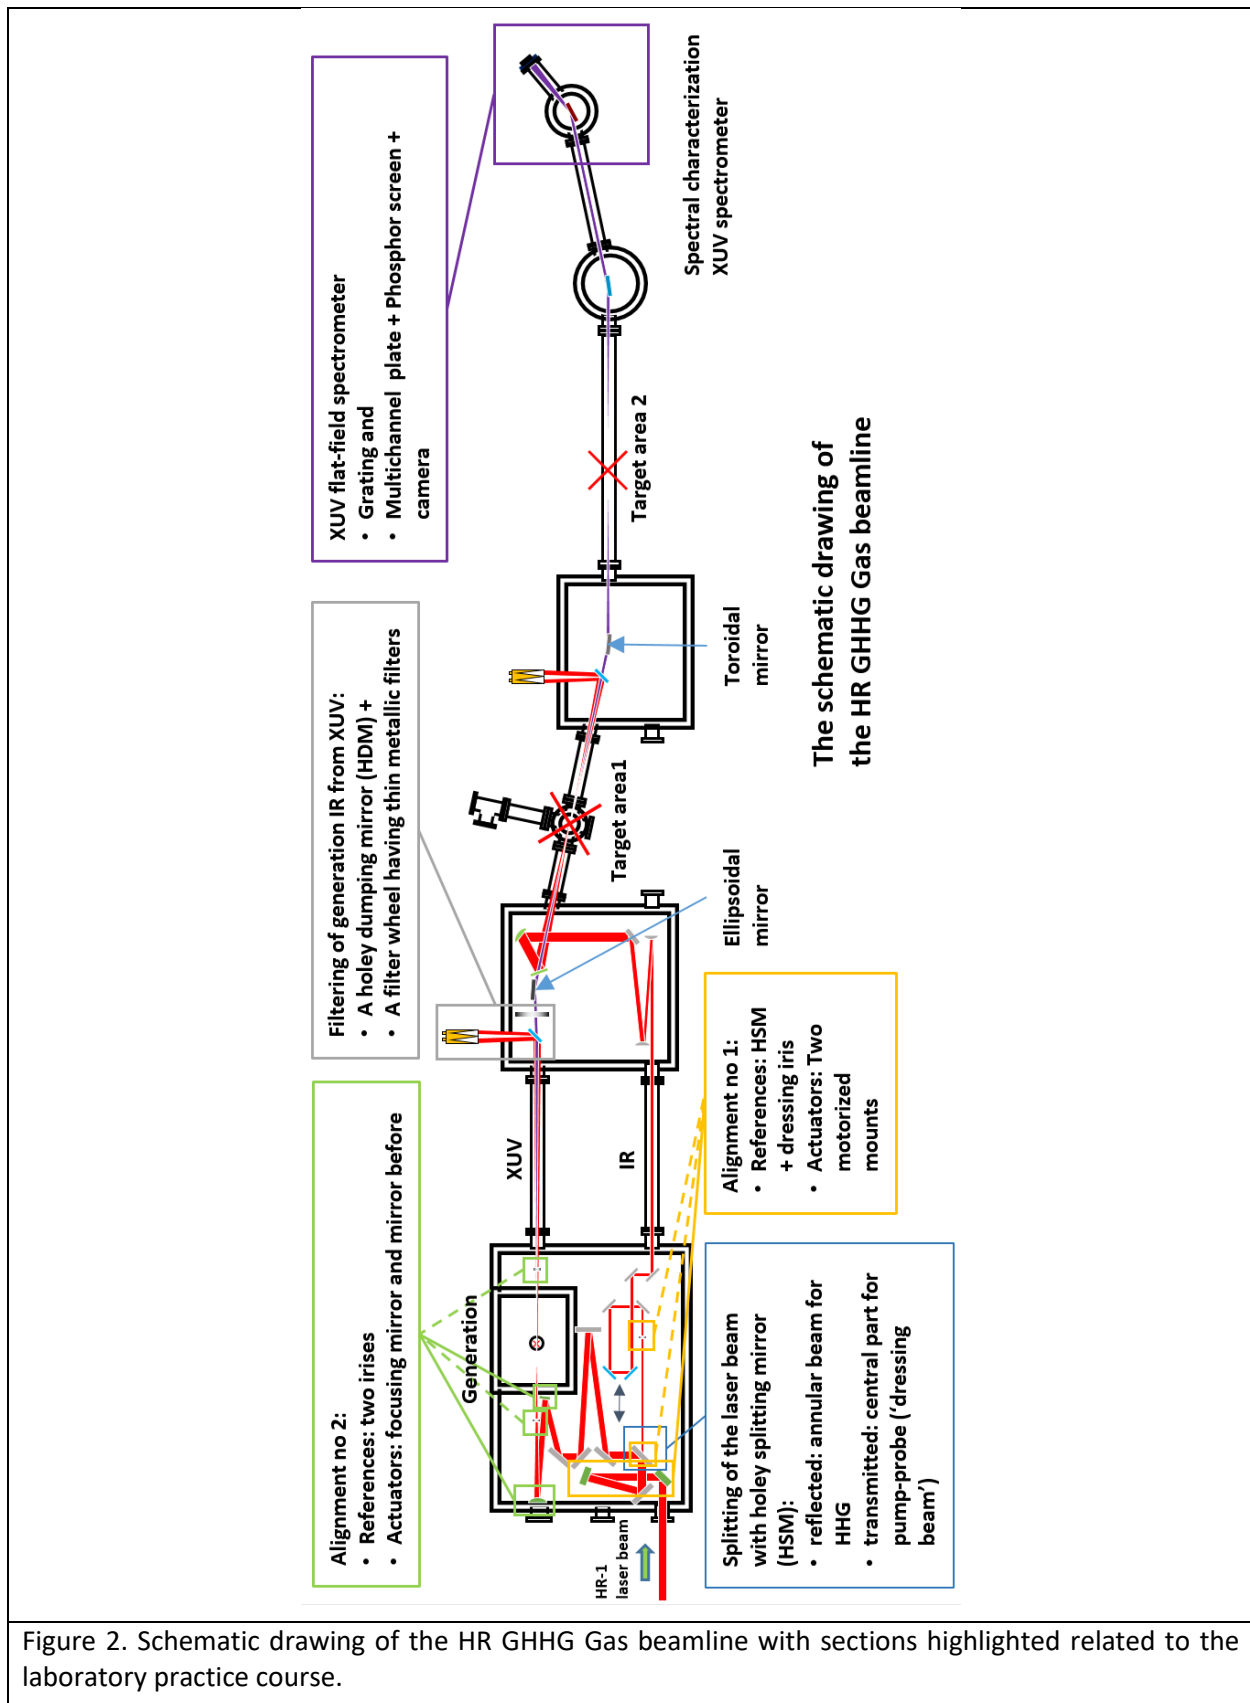 XUV flat-field spectrometer
• Grating and
• Multichannel plate + Phosphor screen +
camera
Spectral characterization
XUV spectrometer
Target area 2
Filtering of generation IR from XUV:
• A holey dumping mirror (HDM) +
• A filter wheel having thin metallic filters
Toroidal
mirror
The schematic drawing of
the HR GHHG Gas beamline
Target area1
Ellipsoidal
mirror
Alignment no 2:
• References: two irises
• Actuators: focusing mirror and mirror before
XUV
IR
Generation
Alignment no 1:
• References: HSM
+ dressing iris
• Actuators: Two
motorized
mounts
HR-1
laser beam
Splitting of the laser beam
with holey splitting mirror
(HSM):
• reflected: annular beam for
HHG
• transmitted: central part for
pump-probe (‘dressing
beam’)
Figure 2. Schematic drawing of the HR GHHG Gas beamline with sections highlighted related to the
laboratory practice course.